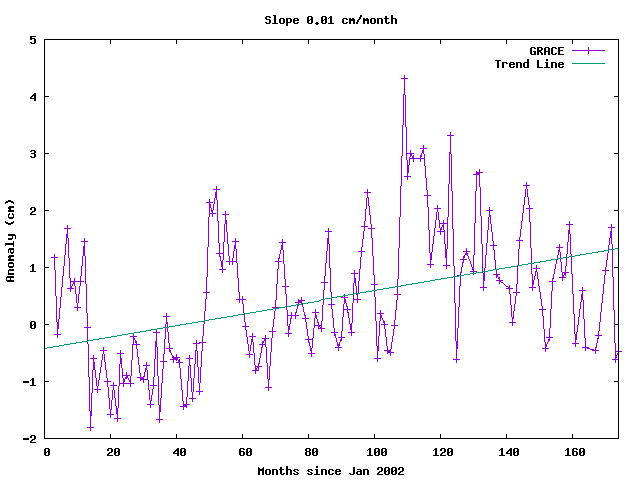 Slope 0.01 cm/month
GRACE
Trend Line
5
4
3
2
1
0
-1
-2
Anomaly (cm)
0 20 40 60 80 100 120 140 160
Months since Jan 2002